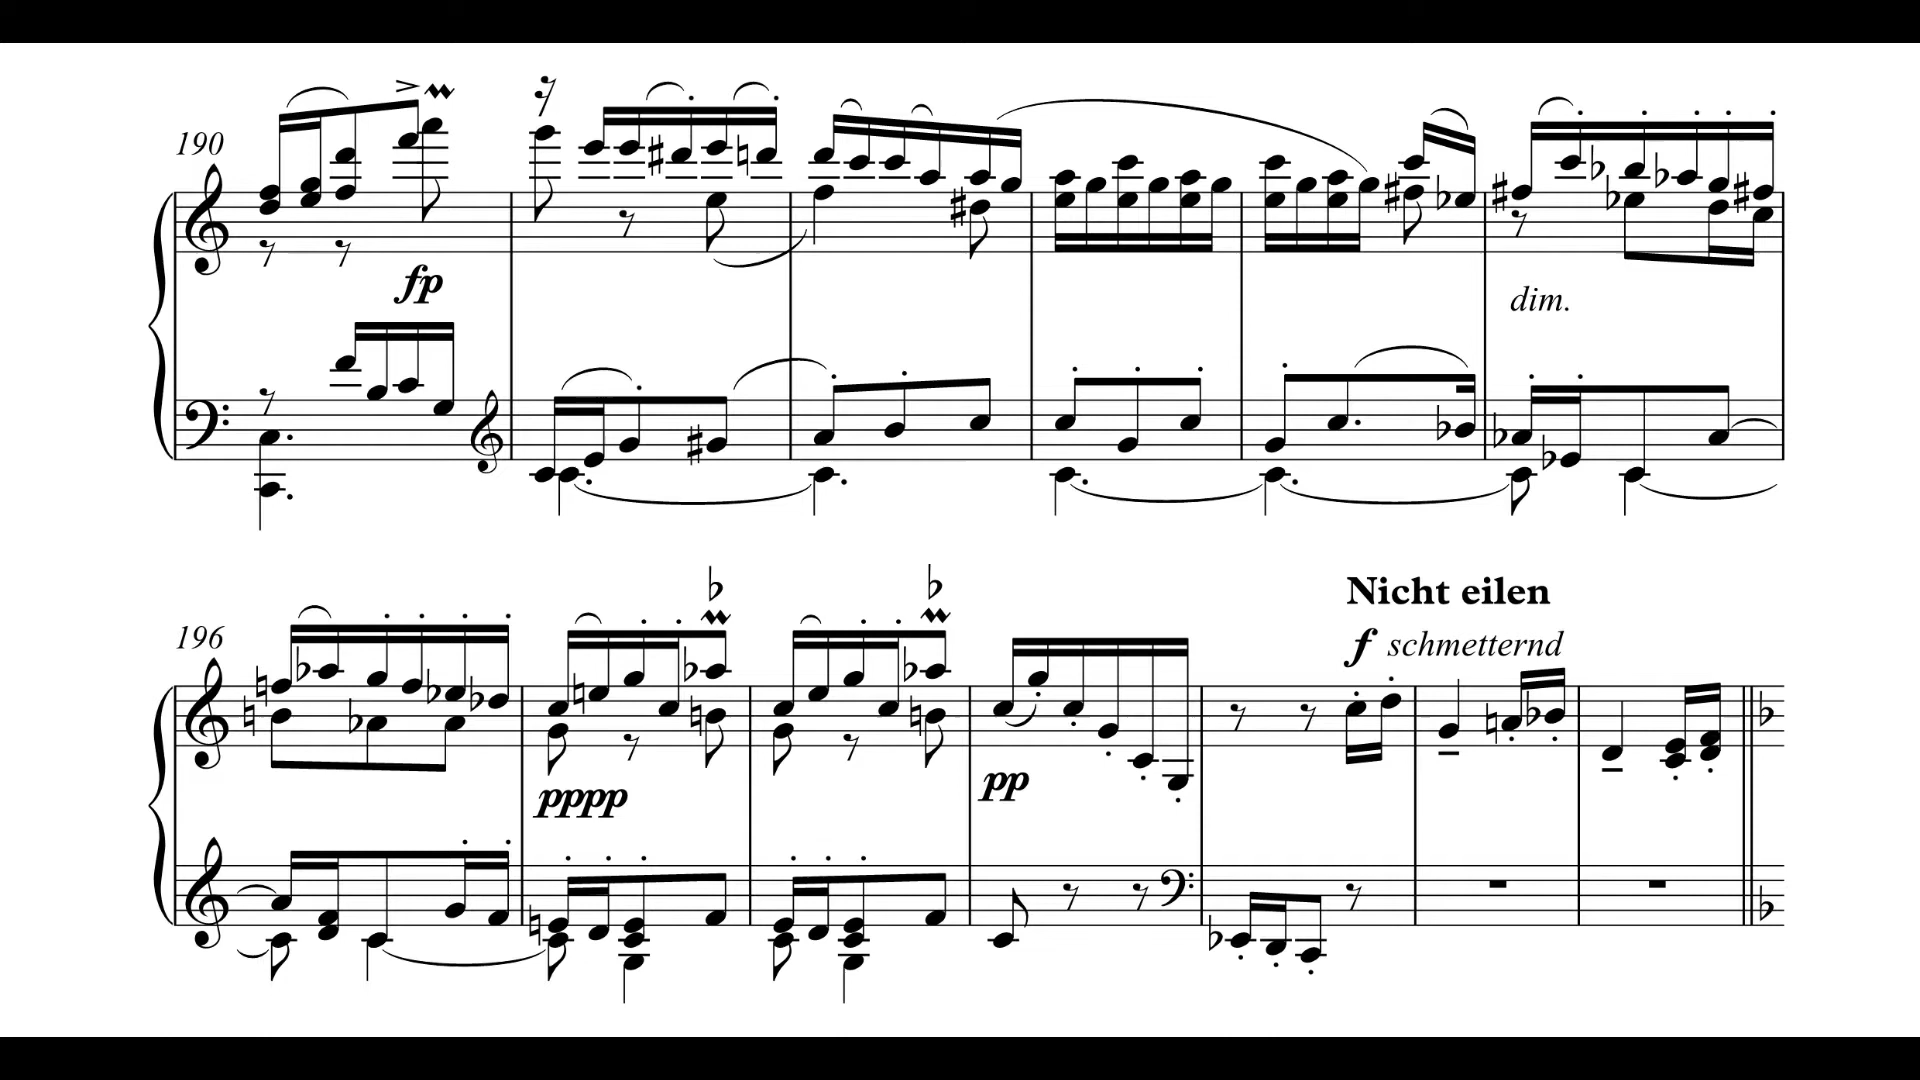 190
fp
dim.
Nicht eilen
196
f schmetternd
pppp
pp